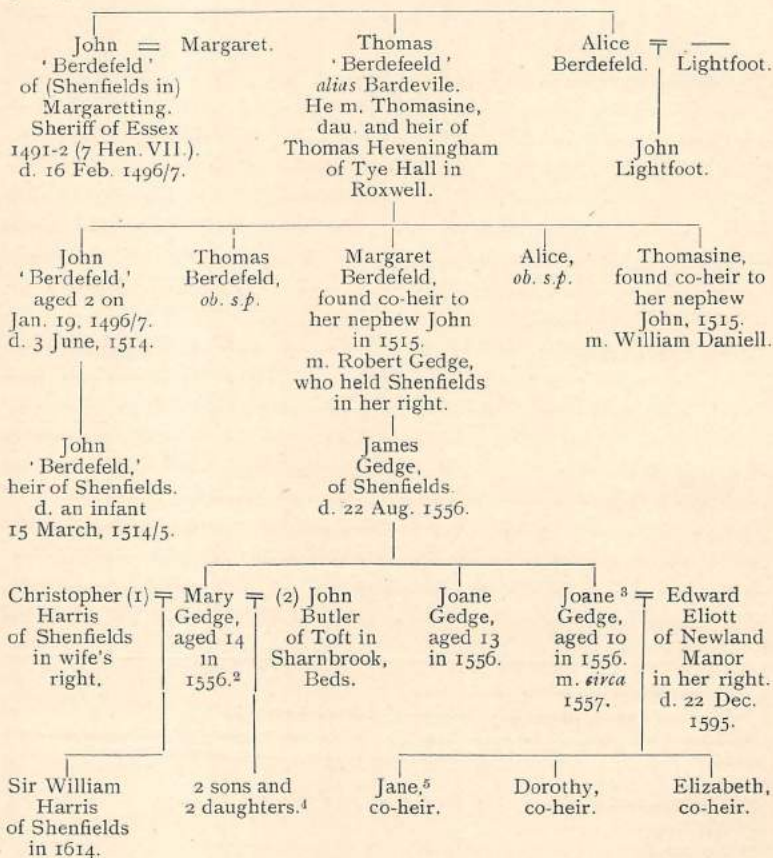 John = Margaret.
' Berdefeld '
of (Shenfields in)
Margaretting.
Sheriff of Essex
1491-2 (7 Hen. VII.).
d. 16 Feb. 1496/7.
Thomas
' Berdefeeld '
alias Bardevile.
He m. Thomasine,
dau. and heir of
Thomas Heveningham
of Tye Hall in
Roxwell.
Alice = —
Berdefeld. Lightfoot.
John
Lightfoot.
John
' Berdefeld,'
aged 2 on
Jan. 19, 1496/7.
d. 3 June, 1514.
Thomas
Berdefeld,
ob. s.p.
Margaret
Berdefeld,
found co-heir to
her nephew John
in 1515.
m. Robert Gedge,
who held Shenfields
in her right.
Alice,
ob. s.p.
Thomasine,
found co-heir to
her nephew
John, 1515.
m. William Daniell.
John
' Berdefeld,'
heir of Shenfields.
d. an infant
15 March, 1514/5.
James
Gedge,
of Shenfields.
d. 22 Aug. 1556.
Christopher (1) =
Harris
of Shenfields
in wife's
right.
Mary =
Gedge,
aged 14
in
1556.²
(2) John
Butler
of Toft in
Sharnbrook,
Beds.
Joane
Gedge,
aged 13
in 1556.
Joane ³ =
Gedge,
aged 10
in 1556.
m. circa
1557.
Edward
Eliott
of Newland
Manor
in her right.
d. 22 Dec.
1595.
Sir William
Harris
of Shenfields
in 1614.
2 sons and
2 daughters.⁴
Jane,⁵
co-heir.
Dorothy,
co-heir.
Elizabeth,
co-heir.